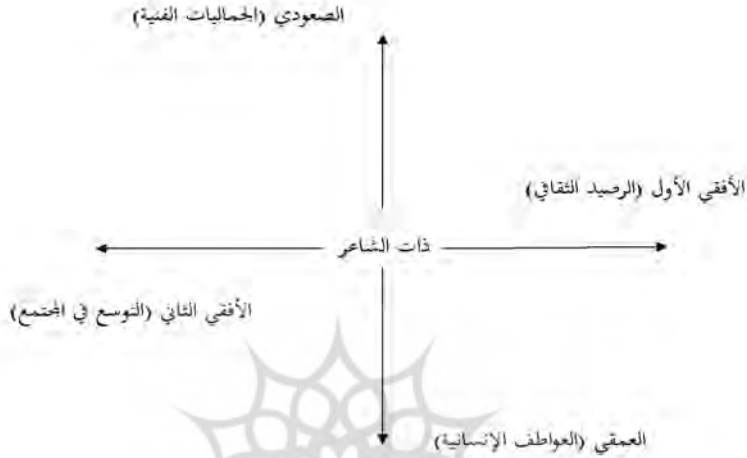 الصعودي (الجماليات الفنية)
الأفقي الأول (الرصيد الثقافي)
ذات الشاعر
الأفقي الثاني (التوسع في المجتمع)
العمقي (العواطف الإنسانية)